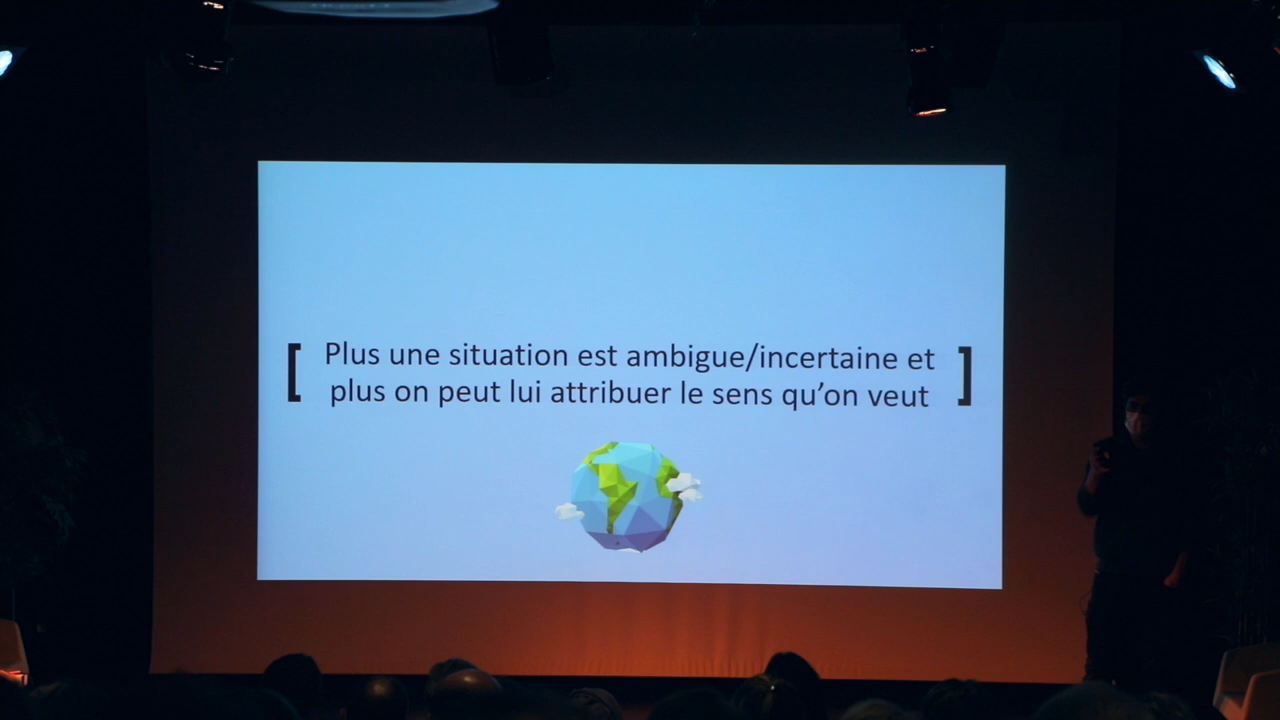 [ Plus une situation est ambigue/incertaine et
plus on peut lui attribuer le sens qu’on veut ]